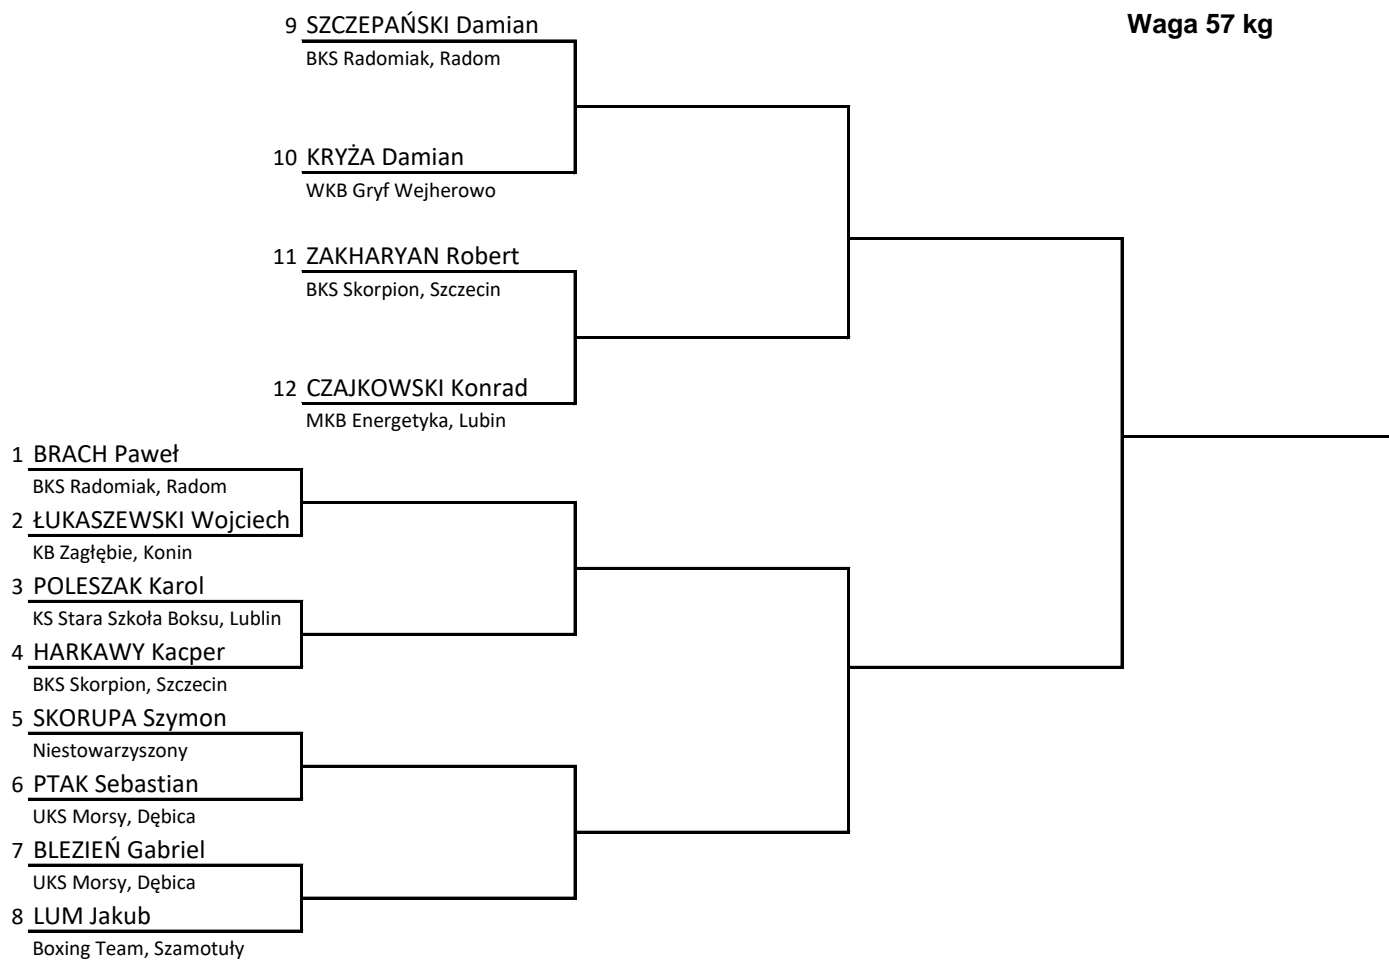 Waga 57 kg
9 SZCZEPAŃSKI Damian
BKS Radomiak, Radom
10 KRYŻA Damian
WKB Gryf Wejherowo
11 ZAKHARYAN Robert
BKS Skorpion, Szczecin
12 CZAJKOWSKI Konrad
MKB Energetyka, Lubin
1 BRACH Paweł
BKS Radomiak, Radom
2 ŁUKASZEWSKI Wojciech
KB Zagłębie, Konin
3 POLESZAK Karol
KS Stara Szkoła Boksu, Lublin
4 HARKAWY Kacper
BKS Skorpion, Szczecin
5 SKORUPA Szymon
Niestowarzyszony
6 PTAK Sebastian
UKS Morsy, Dębica
7 BLEZIEŃ Gabriel
UKS Morsy, Dębica
8 LUM Jakub
Boxing Team, Szamotuły